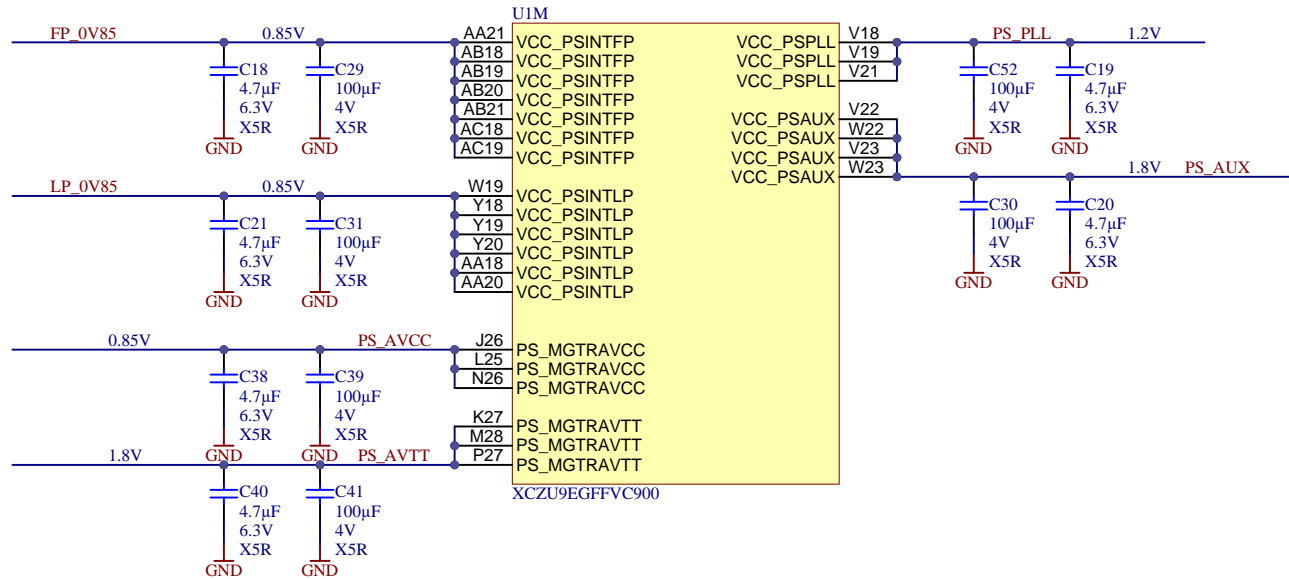 U1M
FP_0V85 0.85V AA21 VCC_PSINTFP VCC_PSPLL V18 PS_PLL 1.2V
AB18 VCC_PSINTFP VCC_PSPLL V19
C18 C29 AB19 VCC_PSINTFP VCC_PSPLL V21 C52 C19
4.7µF 100µF AB20 VCC_PSINTFP 100µF 4.7µF
6.3V 4V AB21 VCC_PSINTFP VCC_PSAUX V22 4V 6.3V
X5R X5R AC18 VCC_PSINTFP VCC_PSAUX W22 X5R X5R
GND GND AC19 VCC_PSINTFP VCC_PSAUX V23 GND GND
VCC_PSAUX W23 1.8V PS_AUX
LP_0V85 0.85V W19 VCC_PSINTLP
C21 C31 Y18 VCC_PSINTLP C30 C20
4.7µF 100µF Y19 VCC_PSINTLP 100µF 4.7µF
6.3V 4V Y20 VCC_PSINTLP 4V 6.3V
X5R X5R AA18 VCC_PSINTLP X5R X5R
GND GND AA20 VCC_PSINTLP GND GND
0.85V PS_AVCC J26 PS_MGTRAVCC
L25 PS_MGTRAVCC
C38 C39 N26 PS_MGTRAVCC
4.7µF 100µF
6.3V 4V K27 PS_MGTRAVTT
X5R X5R M28 PS_MGTRAVTT
GND GND
1.8V PS_AVTT P27 PS_MGTRAVTT
C40 C41 XCZU9EGFFVC900
4.7µF 100µF
6.3V 4V
X5R X5R
GND GND